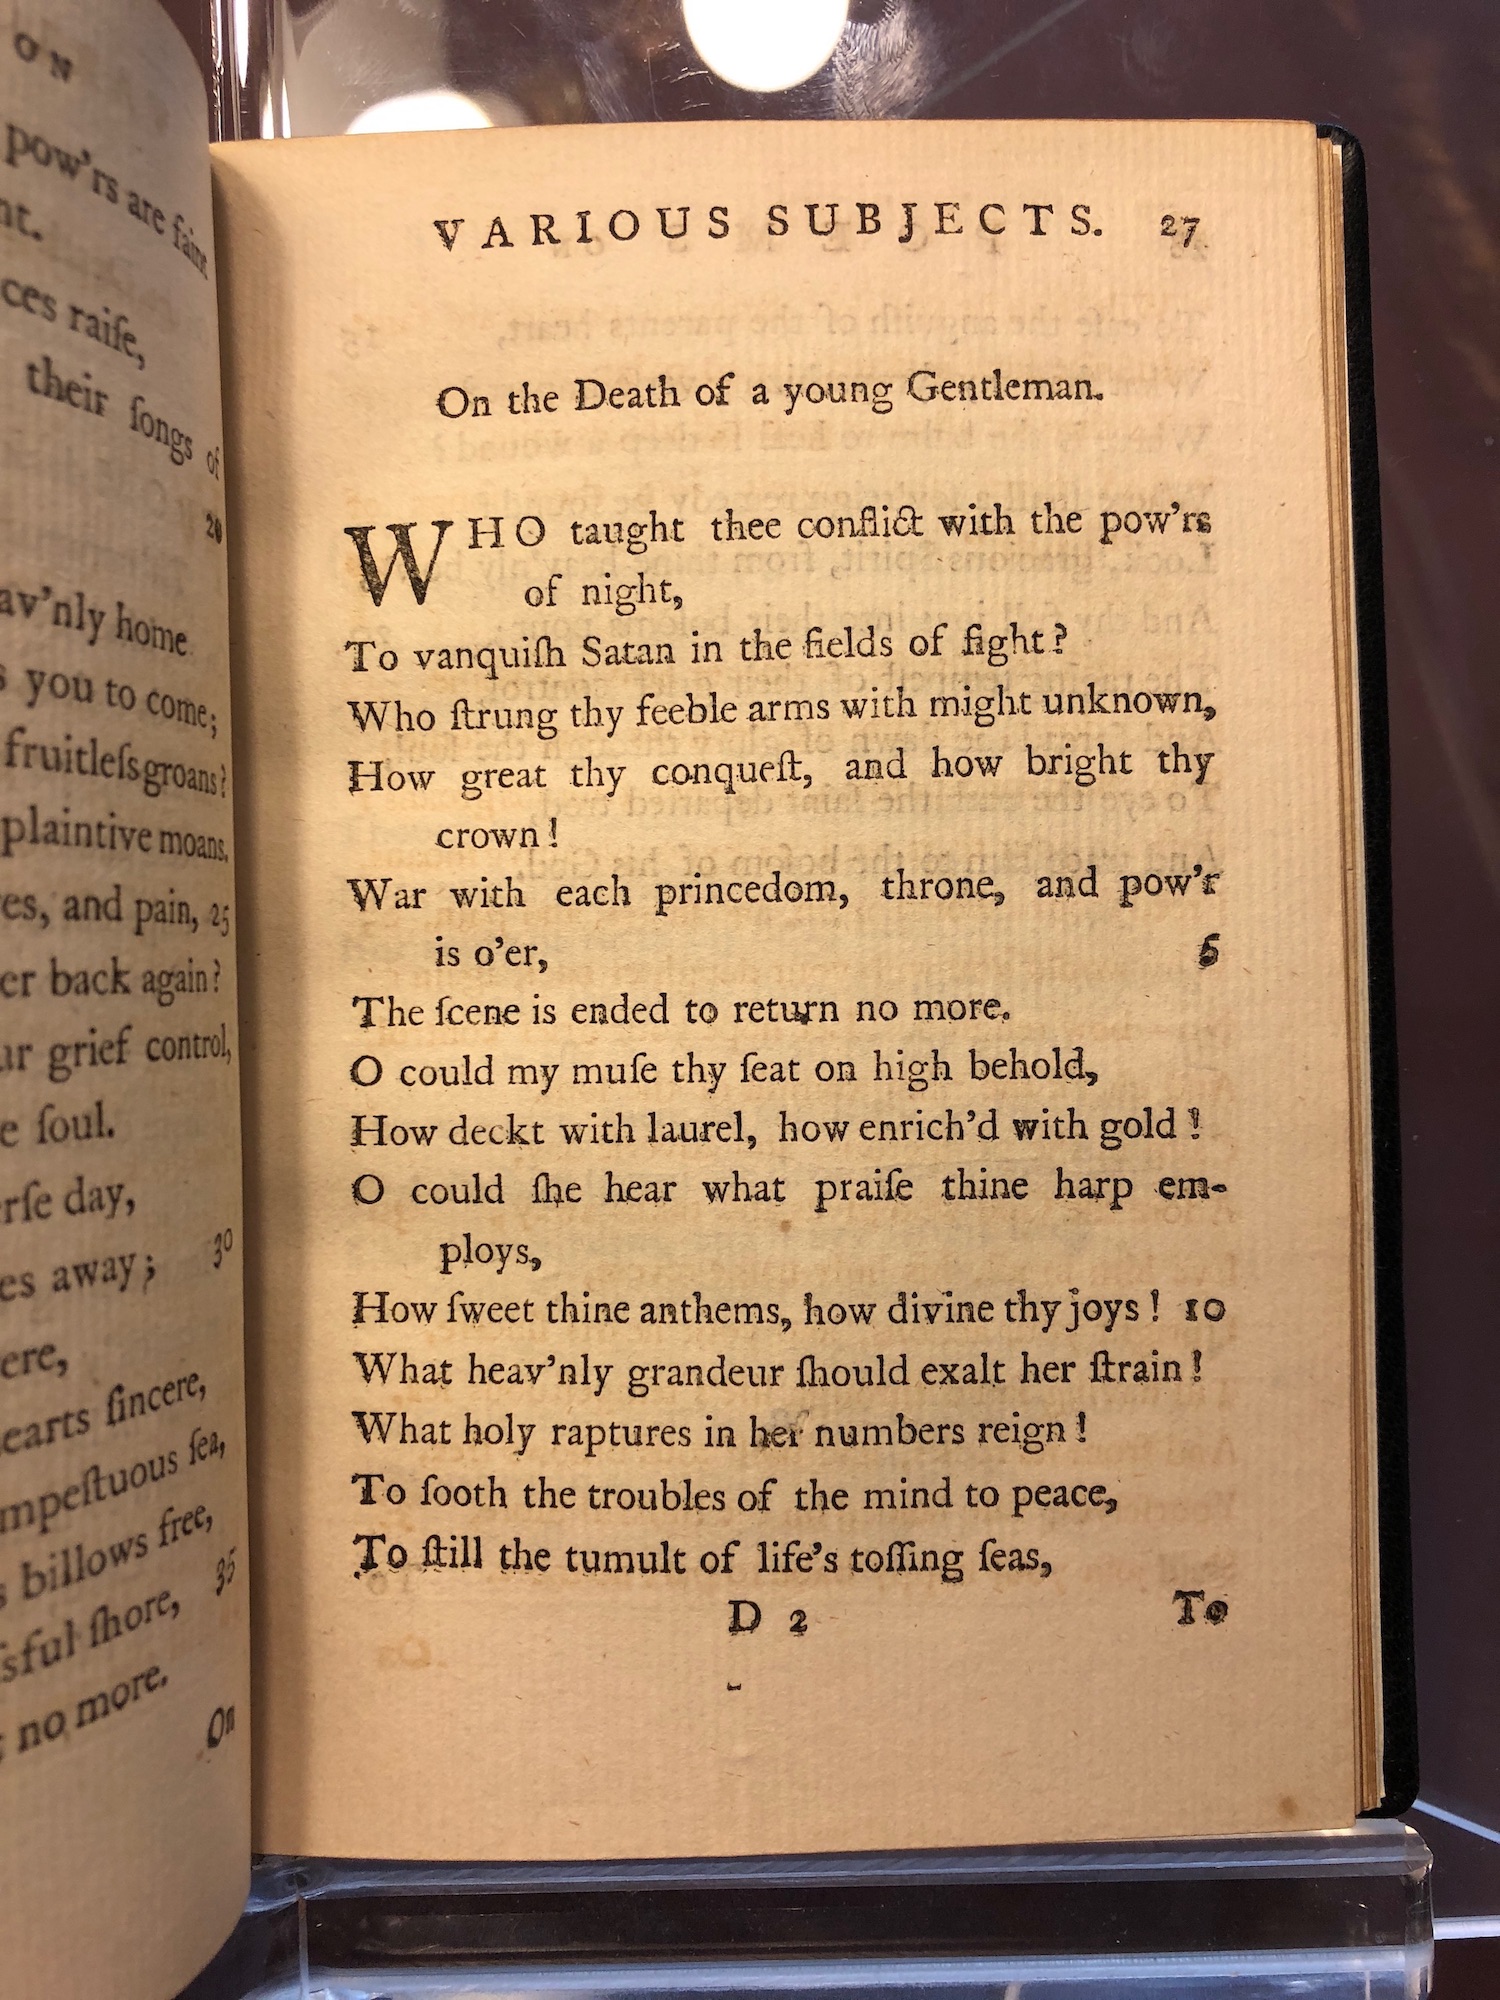 ON
pow'rs are faint
nt.
ces raiſe,
their ſongs of
20
av'nly home
s you to come;
fruitleſs groans?
plaintive moans.
es, and pain, 25
er back again?
ur grief control,
e ſoul.
rſe day,
es away; 30
ere,
earts ſincere,
mpeſtuous ſea,
s billows free,
sful ſhore, 35
s no more.
On
VARIOUS SUBJECTS. 27
On the Death of a young Gentleman.
WHO taught thee conflict with the pow'rs
of night,
To vanquiſh Satan in the fields of fight?
Who ſtrung thy feeble arms with might unknown,
How great thy conqueſt, and how bright thy
crown!
War with each princedom, throne, and pow'r
is o'er, 5
The ſcene is ended to return no more.
O could my muſe thy ſeat on high behold,
How deckt with laurel, how enrich'd with gold!
O could ſhe hear what praiſe thine harp em-
ploys,
How ſweet thine anthems, how divine thy joys! 10
What heav'nly grandeur ſhould exalt her ſtrain!
What holy raptures in her numbers reign!
To ſooth the troubles of the mind to peace,
To ſtill the tumult of life's toſſing ſeas,
D 2 To